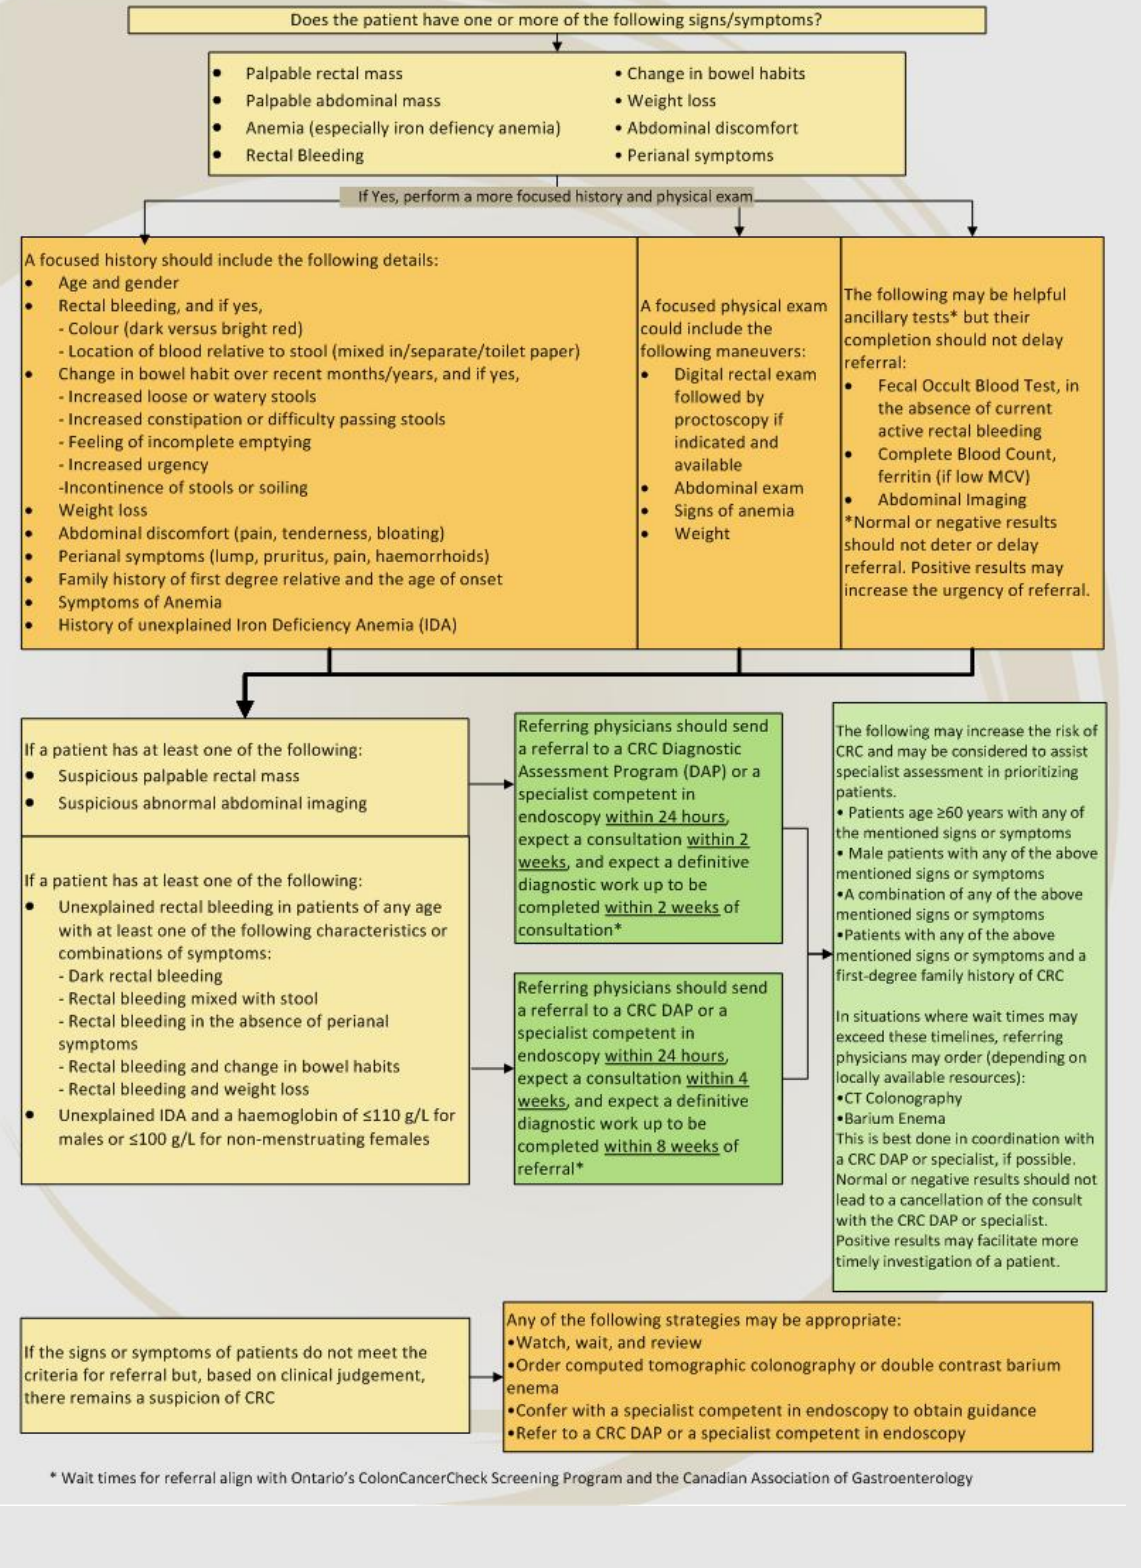 Does the patient have one or more of the following signs/symptoms?
● Palpable rectal mass
● Palpable abdominal mass
● Anemia (especially iron defiency anemia)
● Rectal Bleeding
• Change in bowel habits
• Weight loss
• Abdominal discomfort
• Perianal symptoms
If Yes, perform a more focused history and physical exam
A focused history should include the following details:
● Age and gender
● Rectal bleeding, and if yes,
- Colour (dark versus bright red)
- Location of blood relative to stool (mixed in/separate/toilet paper)
● Change in bowel habit over recent months/years, and if yes,
- Increased loose or watery stools
- Increased constipation or difficulty passing stools
- Feeling of incomplete emptying
- Increased urgency
-Incontinence of stools or soiling
● Weight loss
● Abdominal discomfort (pain, tenderness, bloating)
● Perianal symptoms (lump, pruritus, pain, haemorrhoids)
● Family history of first degree relative and the age of onset
● Symptoms of Anemia
● History of unexplained Iron Deficiency Anemia (IDA)
A focused physical exam
could include the
following maneuvers:
● Digital rectal exam
followed by
proctoscopy if
indicated and
available
● Abdominal exam
● Signs of anemia
● Weight
The following may be helpful
ancillary tests* but their
completion should not delay
referral:
● Fecal Occult Blood Test, in
the absence of current
active rectal bleeding
● Complete Blood Count,
ferritin (if low MCV)
● Abdominal Imaging
*Normal or negative results
should not deter or delay
referral. Positive results may
increase the urgency of referral.
If a patient has at least one of the following:
● Suspicious palpable rectal mass
● Suspicious abnormal abdominal imaging
Referring physicians should send
a referral to a CRC Diagnostic
Assessment Program (DAP) or a
specialist competent in
endoscopy within 24 hours,
expect a consultation within 2
weeks, and expect a definitive
diagnostic work up to be
completed within 2 weeks of
consultation*
If a patient has at least one of the following:
● Unexplained rectal bleeding in patients of any age
with at least one of the following characteristics or
combinations of symptoms:
- Dark rectal bleeding
- Rectal bleeding mixed with stool
- Rectal bleeding in the absence of perianal
symptoms
- Rectal bleeding and change in bowel habits
- Rectal bleeding and weight loss
● Unexplained IDA and a haemoglobin of ≤110 g/L for
males or ≤100 g/L for non-menstruating females
Referring physicians should send
a referral to a CRC DAP or a
specialist competent in
endoscopy within 24 hours,
expect a consultation within 4
weeks, and expect a definitive
diagnostic work up to be
completed within 8 weeks of
referral*
The following may increase the risk of
CRC and may be considered to assist
specialist assessment in prioritizing
patients.
• Patients age ≥60 years with any of
the mentioned signs or symptoms
• Male patients with any of the above
mentioned signs or symptoms
•A combination of any of the above
mentioned signs or symptoms
•Patients with any of the above
mentioned signs or symptoms and a
first-degree family history of CRC
In situations where wait times may
exceed these timelines, referring
physicians may order (depending on
locally available resources):
•CT Colonography
•Barium Enema
This is best done in coordination with
a CRC DAP or specialist, if possible.
Normal or negative results should not
lead to a cancellation of the consult
with the CRC DAP or specialist.
Positive results may facilitate more
timely investigation of a patient.
If the signs or symptoms of patients do not meet the
criteria for referral but, based on clinical judgement,
there remains a suspicion of CRC
Any of the following strategies may be appropriate:
•Watch, wait, and review
•Order computed tomographic colonography or double contrast barium
enema
•Confer with a specialist competent in endoscopy to obtain guidance
•Refer to a CRC DAP or a specialist competent in endoscopy
* Wait times for referral align with Ontario's ColonCancerCheck Screening Program and the Canadian Association of Gastroenterology